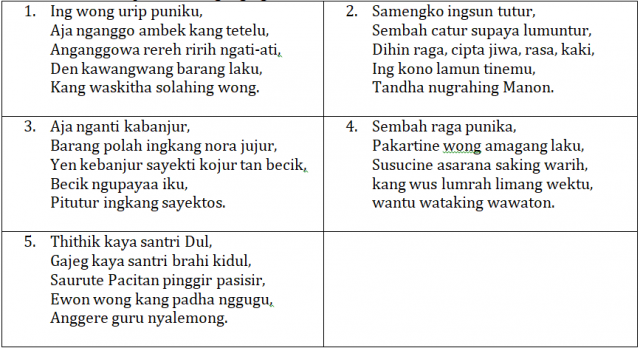 1. Ing wong urip puniku,
Aja nganggo ambek kang tetelu,
Anganggowa rereh ririh ngati-ati,
Den kawangwang barang laku,
Kang waskitha solahing wong.
2. Samengko ingsun tutur,
Sembah catur supaya lumuntur,
Dihin raga, cipta jiwa, rasa, kaki,
Ing kono lamun tinemu,
Tandha nugrahing Manon.
3. Aja nganti kabanjur,
Barang polah ingkang nora jujur,
Yen kebanjur sayekti kojur tan becik,
Becik ngupayaa iku,
Pitutur ingkang sayektos.
4. Sembah raga punika,
Pakartine wong amagang laku,
Susucine asarana saking warih,
kang wus lumrah limang wektu,
wantu wataking wawaton.
5. Thithik kaya santri Dul,
Gajeg kaya santri brahi kidul,
Saurute Pacitan pinggir pasisir,
Ewon wong kang padha nggugu,
Anggere guru nyalemong.